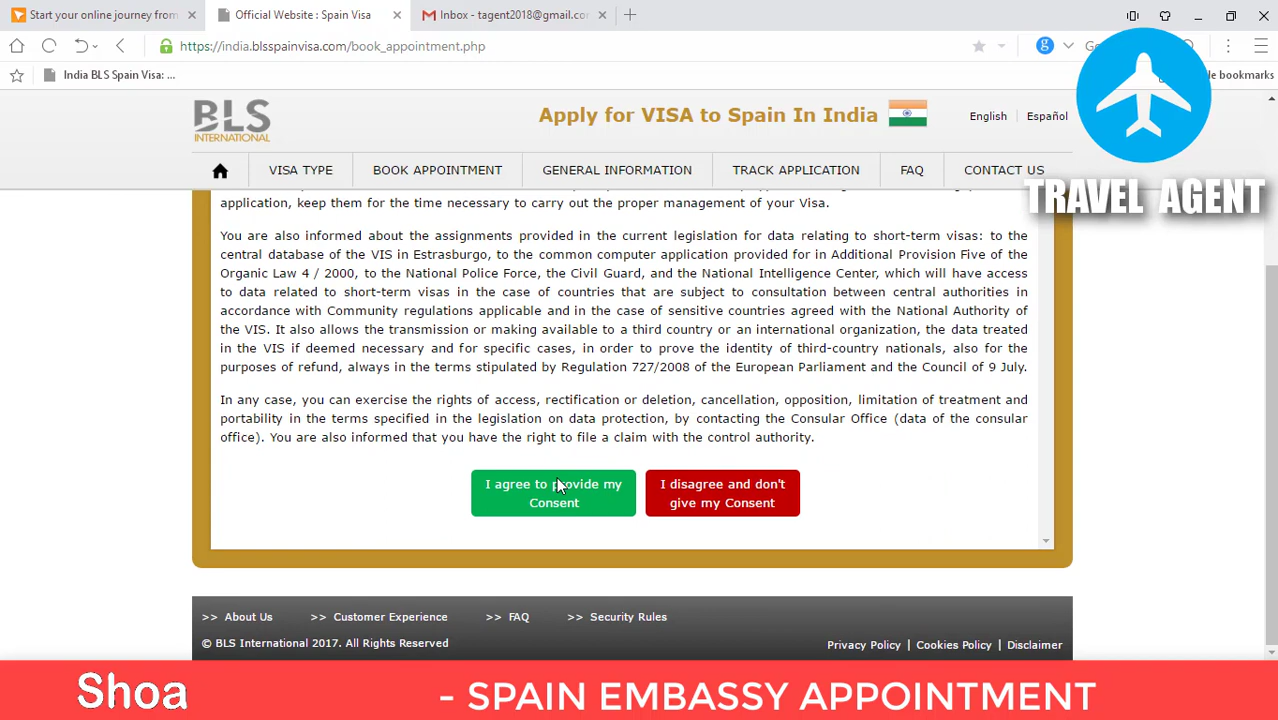 Start your online journey from
Official Website : Spain Visa
Inbox - tagent2018@gmail.cor
https://india.blsspainvisa.com/book_appointment.php
India BLS Spain Visa: ...
bookmarks
BLS
INTERNATIONAL
Apply for VISA to Spain In India
English
Español
VISA TYPE
BOOK APPOINTMENT
GENERAL INFORMATION
TRACK APPLICATION
FAQ
CONTACT US
TRAVEL AGENT
application, keep them for the time necessary to carry out the proper management of your Visa.
You are also informed about the assignments provided in the current legislation for data relating to short-term visas: to the
central database of the VIS in Estrasburgo, to the common computer application provided for in Additional Provision Five of the
Organic Law 4 / 2000, to the National Police Force, the Civil Guard, and the National Intelligence Center, which will have access
to data related to short-term visas in the case of countries that are subject to consultation between central authorities in
accordance with Community regulations applicable and in the case of sensitive countries agreed with the National Authority of
the VIS. It also allows the transmission or making available to a third country or an international organization, the data treated
in the VIS if deemed necessary and for specific cases, in order to prove the identity of third-country nationals, also for the
purposes of refund, always in the terms stipulated by Regulation 727/2008 of the European Parliament and the Council of 9 July.
In any case, you can exercise the rights of access, rectification or deletion, cancellation, opposition, limitation of treatment and
portability in the terms specified in the legislation on data protection, by contacting the Consular Office (data of the consular
office). You are also informed that you have the right to file a claim with the control authority.
I agree to provide my
Consent
I disagree and don't
give my Consent
>> About Us
>> Customer Experience
>> FAQ
>> Security Rules
© BLS International 2017. All Rights Reserved
Privacy Policy | Cookies Policy | Disclaimer
Shoa - SPAIN EMBASSY APPOINTMENT